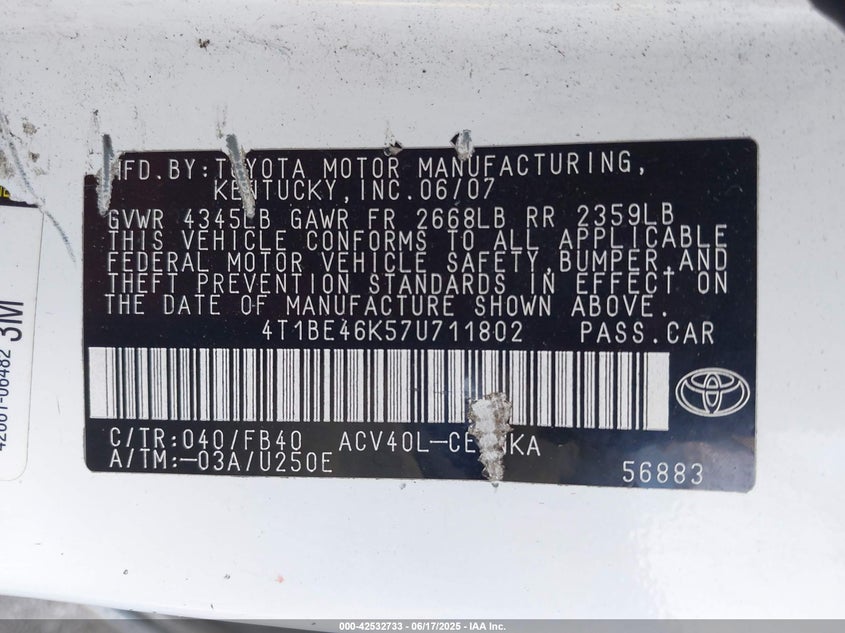 MFD.BY:TOYOTA MOTOR MANUFACTURING,
KENTUCKY,INC.06/07
GVWR 4345LB GAWR FR 2668LB RR 2359LB
THIS VEHICLE CONFORMS TO ALL APPLICABLE
FEDERAL MOTOR VEHICLE SAFETY,BUMPER,AND
THEFT PREVENTION STANDARDS IN EFFECT ON
THE DATE OF MANUFACTURE SHOWN ABOVE.
4T1BE46K57U711802 PASS.CAR
C/TR:040/FB40 ACV40L-
A/TM:-03A/U250E
56883
3M
42661-06482
000-42532733 - 06/17/2025 - IAA Inc.